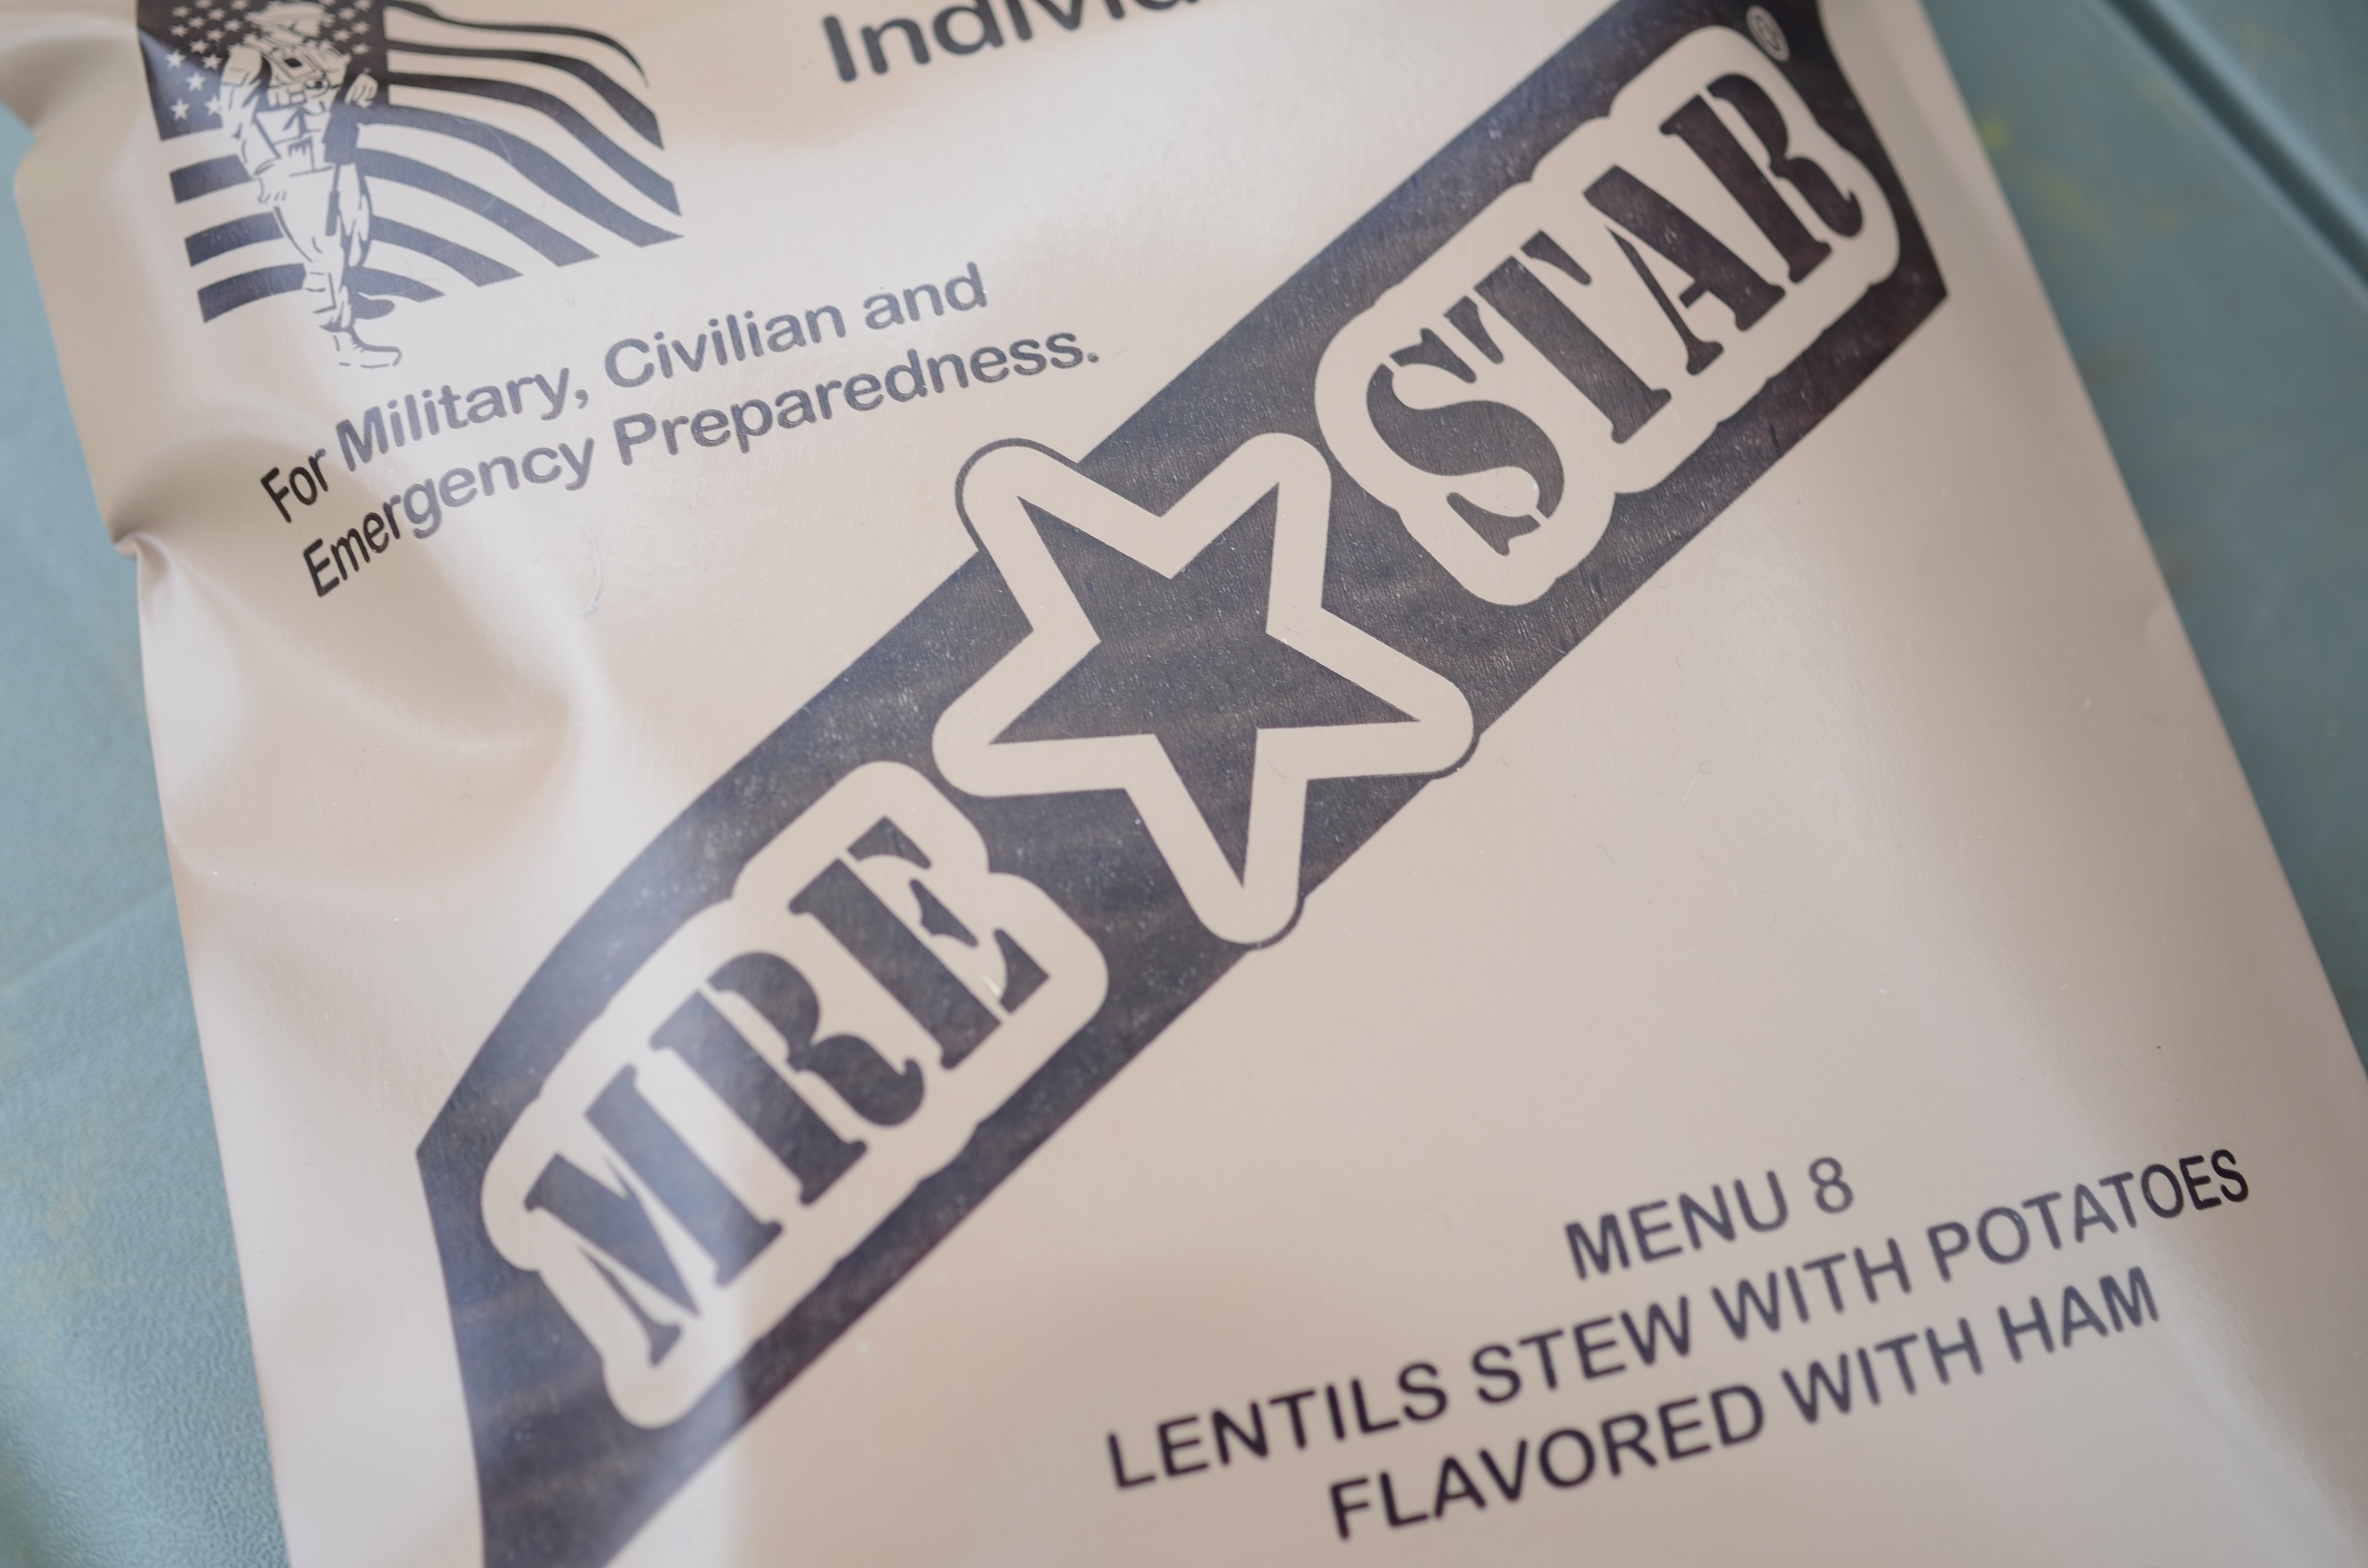 For Military, Civilian and
Emergency Preparedness.
MRE STAR®
MENU 8
LENTILS STEW WITH POTATOES
FLAVORED WITH HAM